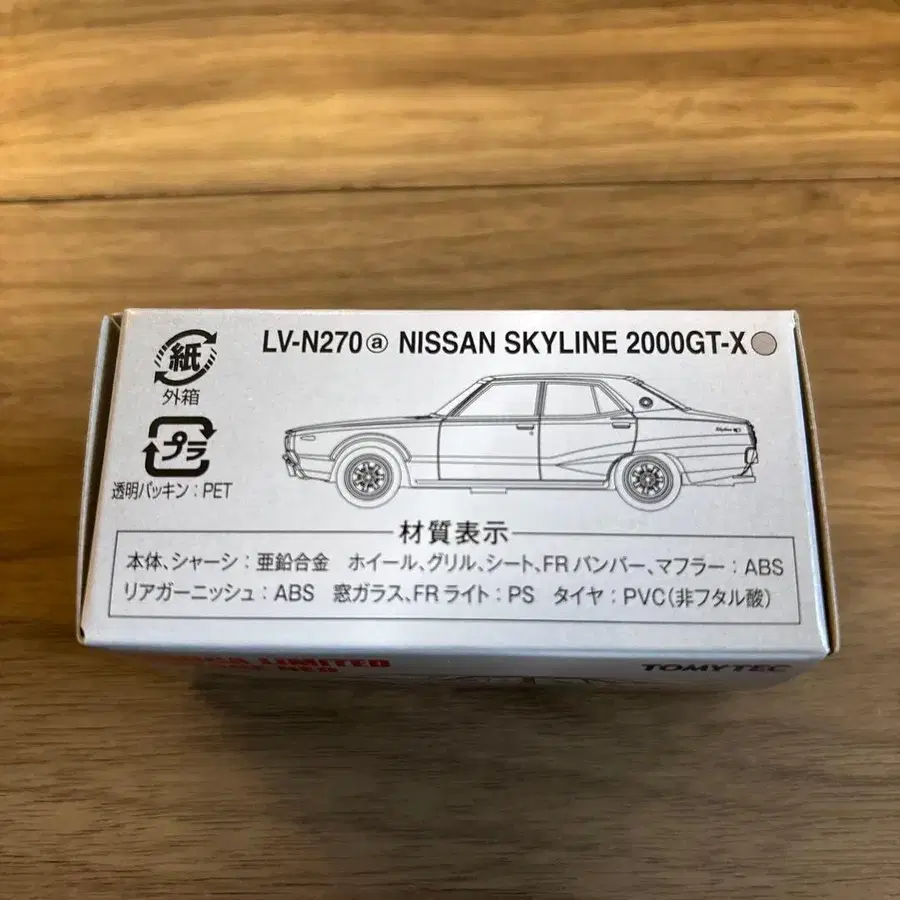 LV-N270ⓐ NISSAN SKYLINE 2000GT-X
紙
外箱
プラ
透明パッキン：PET
材質表示
本体、シャーシ：亜鉛合金　ホイール、グリル、シート、FRバンパー、マフラー：ABS
リアガーニッシュ：ABS　窓ガラス、FRライト：PS　タイヤ：PVC（非フタル酸）
LIMITED
TOMYTEC